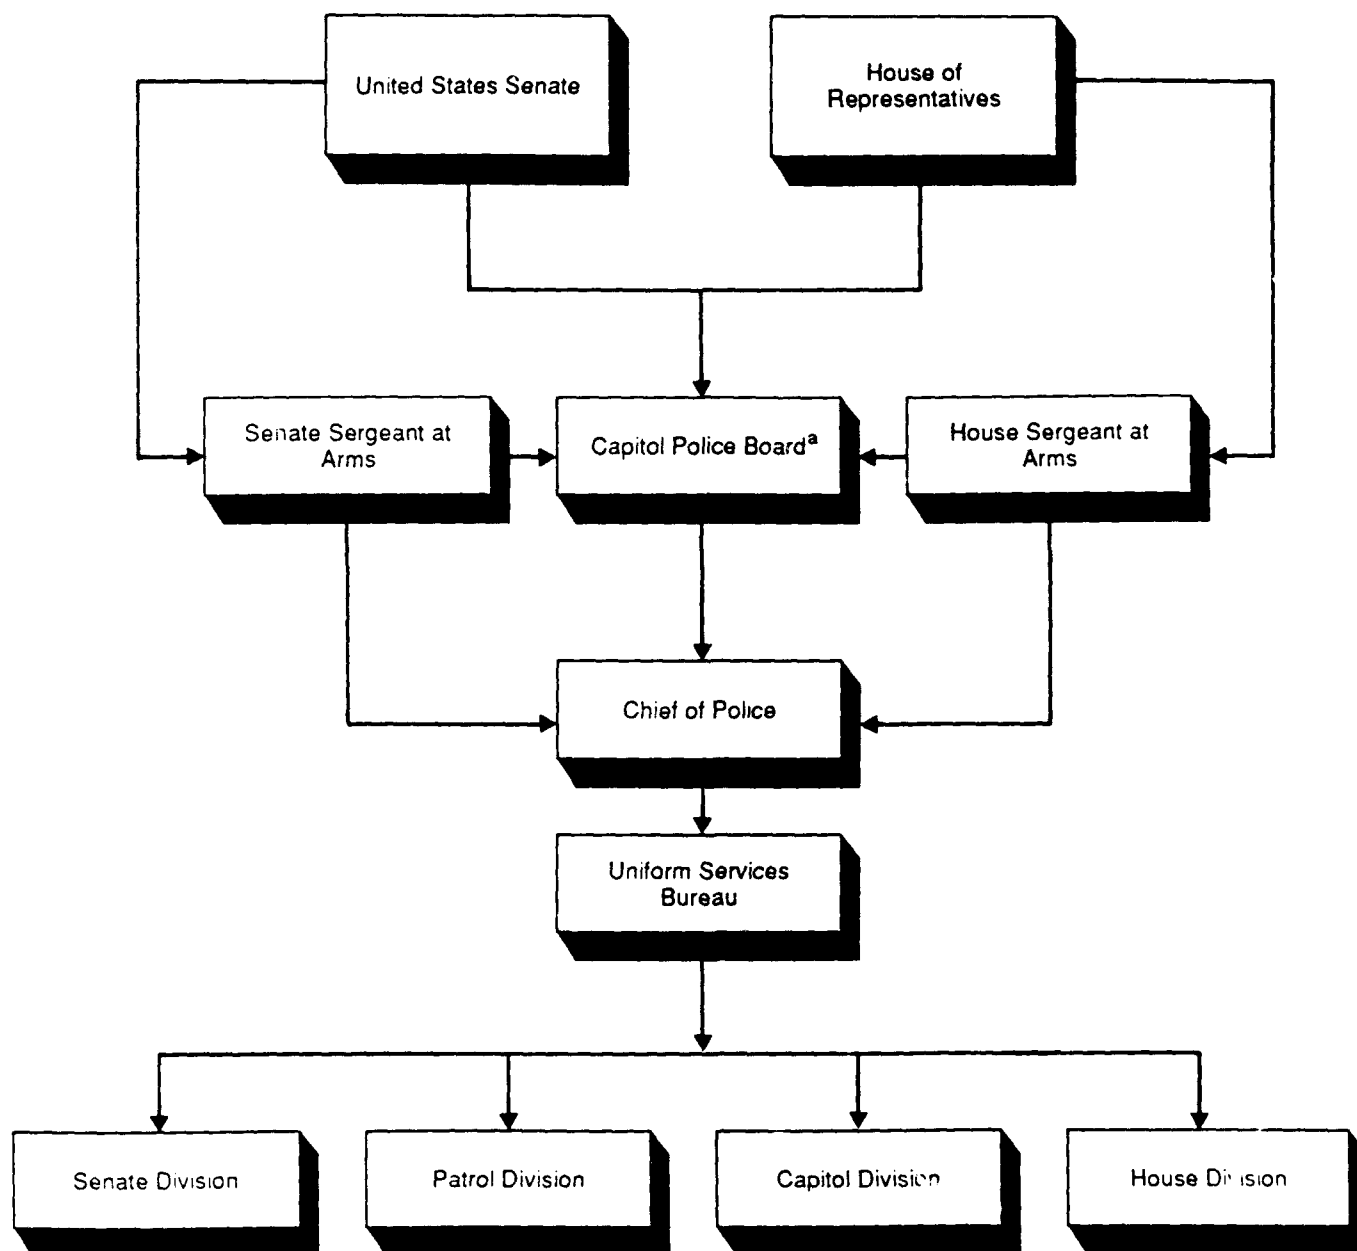 United States Senate
House of
Representatives
Senate Sergeant at
Arms
Capitol Police Board^a
House Sergeant at
Arms
Chief of Police
Uniform Services
Bureau
Senate Division
Patrol Division
Capitol Division
House Division